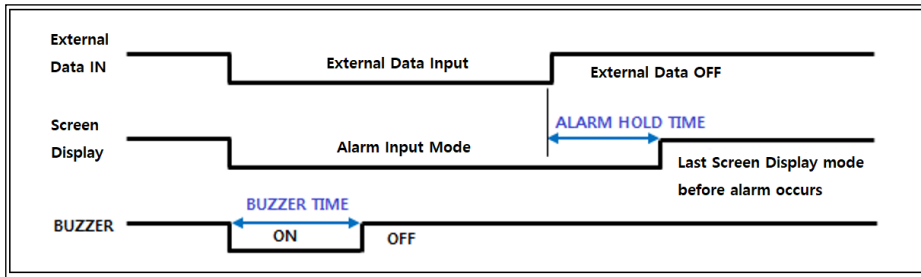 External
Data IN
External Data Input
External Data OFF
ALARM HOLD TIME
Screen
Display
Alarm Input Mode
Last Screen Display mode
before alarm occurs
BUZZER TIME
BUZZER
ON
OFF